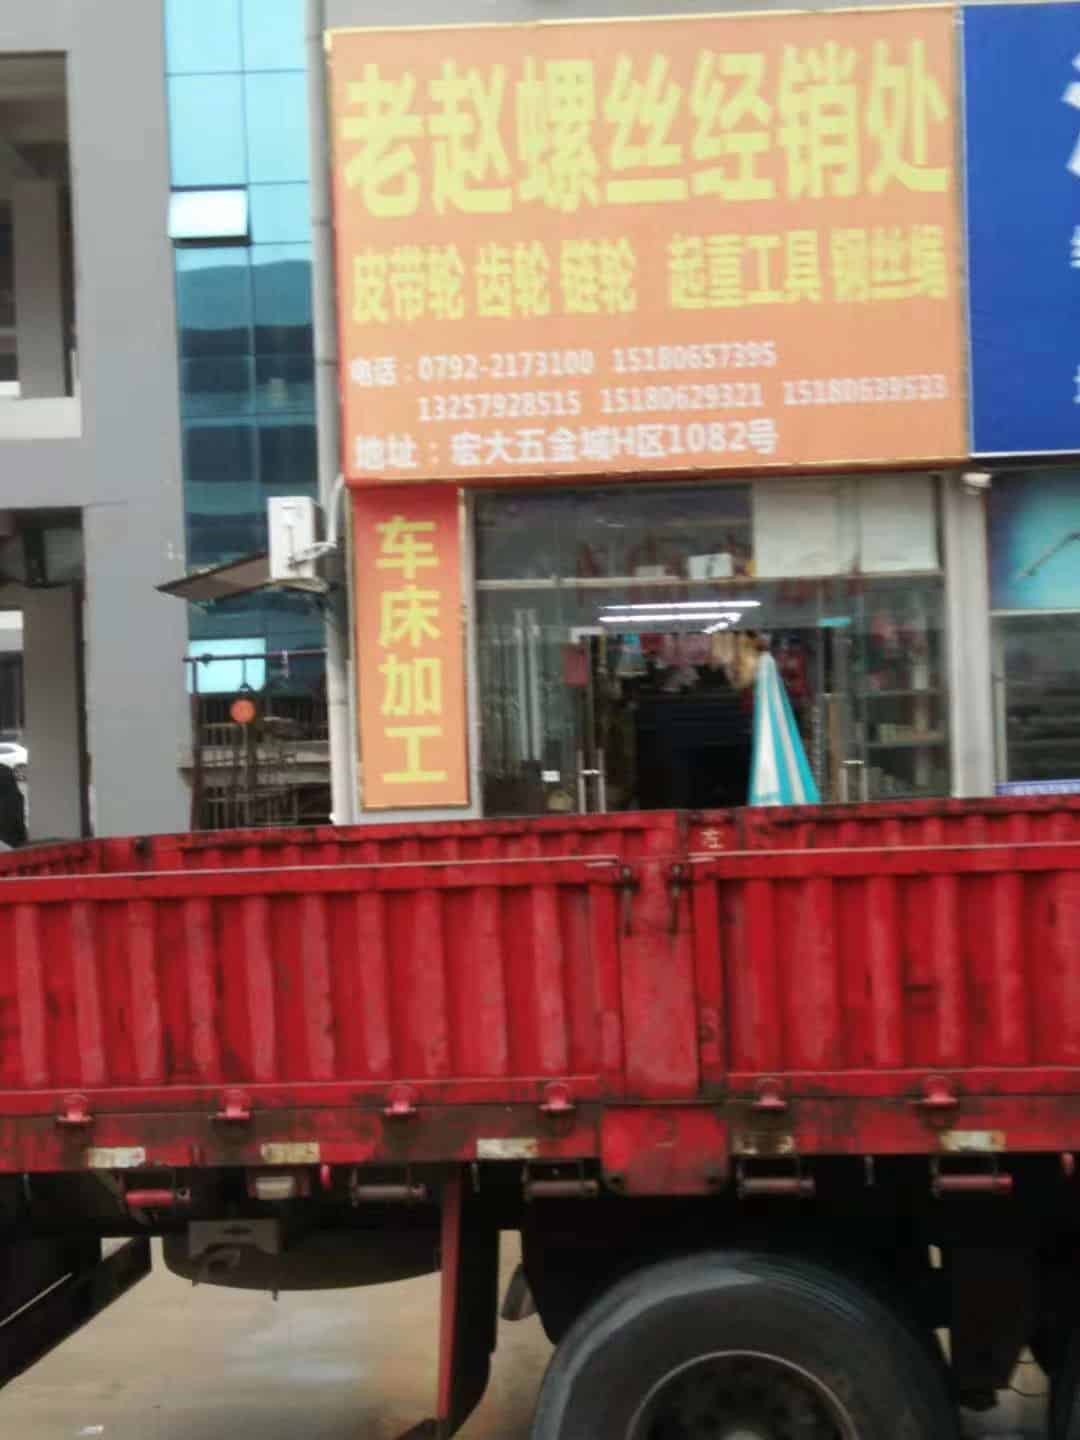 老赵螺丝经销处
皮带轮 齿轮 链轮 起重工具 钢丝绳
电话：0792-2173100 15180657395
13257928515 15180629321 15180639533
地址：宏大五金城H区1082号
车床加工